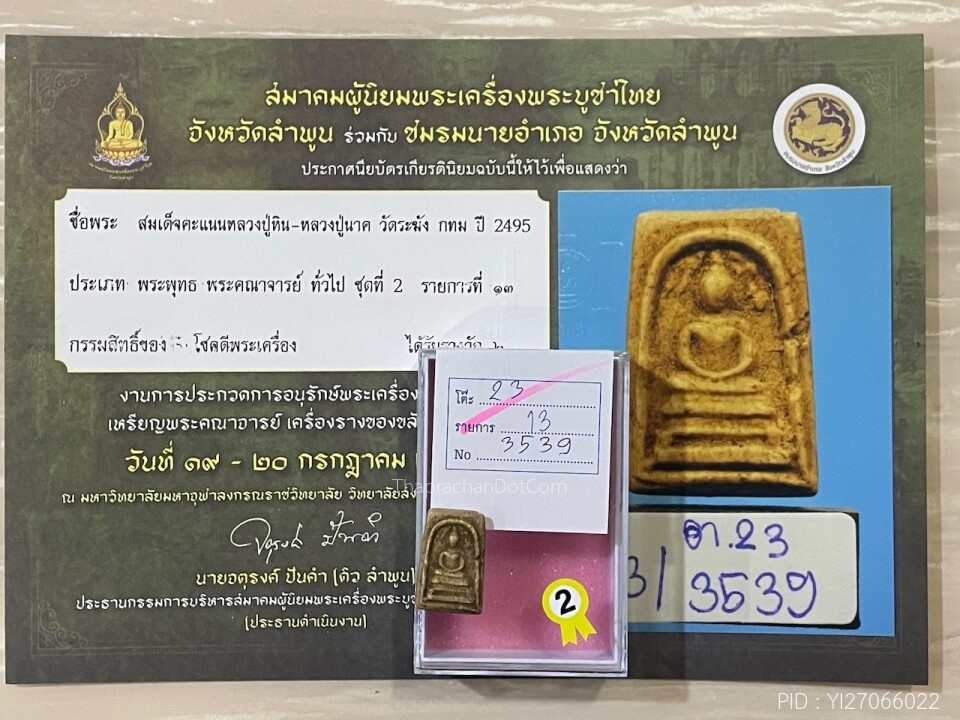 สมาคมผู้นิยมพระเครื่องพระบูชาไทย
จังหวัดลำพูน ร่วมกับ ชมรมนายอำเภอ จังหวัดลำพูน
ประกาศนียบัตรเกียรตินิยมฉบับนี้ให้ไว้เพื่อแสดงว่า
ชื่อพระ สมเด็จคะแนนหลวงปู่หิน-หลวงปู่นาค วัดระฆัง กทม ปี 2495
ประเภท พระพุทธ พระคณาจารย์ ทั่วไป ชุดที่ 2 รายการที่ ๑๓
กรรมสิทธิ์ของ โชคดีพระเครื่อง ได้รับรางวัล ๒
งานการประกวดการอนุรักษ์พระเครื่อง
เหรียญพระคณาจารย์ เครื่องรางของขลัง
วันที่ ๑๙ - ๒๐ กรกฎาคม
ณ มหาวิทยาลัยมหาจุฬาลงกรณราชวิทยาลัย วิทยาลัยสงฆ์
นายจตุรงค์ ปันคำ (ติว ลำพูน)
ประธานกรรมการบริหารสมาคมผู้นิยมพระเครื่องพระบูชา
(ประธานดำเนินงาน)
โต๊ะ 23
รายการ 13
No 3539
ThaprachanDotCom
2
ต.23
3/3539
PID : YI27066022